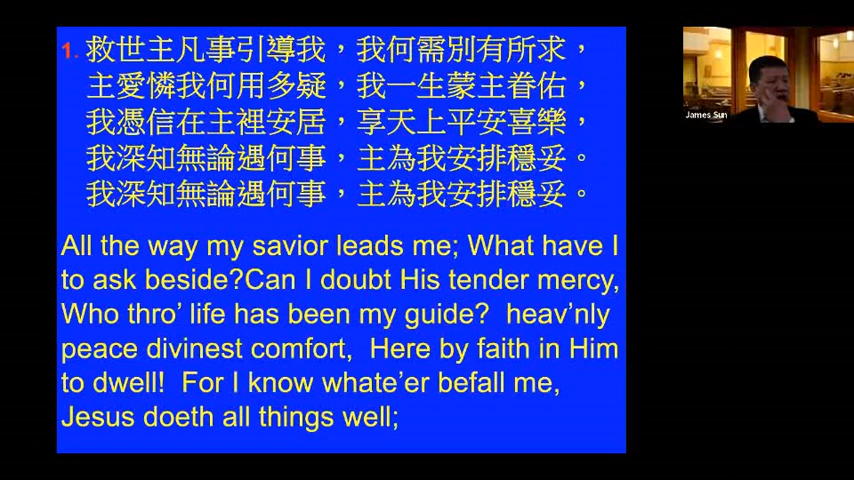 1. 救世主凡事引導我，我何需別有所求，
主愛憐我何用多疑，我一生蒙主眷佑，
我憑信在主裡安居，享天上平安喜樂，
我深知無論遇何事，主為我安排穩妥。
我深知無論遇何事，主為我安排穩妥。
All the way my savior leads me; What have I
to ask beside?Can I doubt His tender mercy,
Who thro’ life has been my guide? heav’nly
peace divinest comfort, Here by faith in Him
to dwell! For I know whate’er befall me,
Jesus doeth all things well;
James Sun